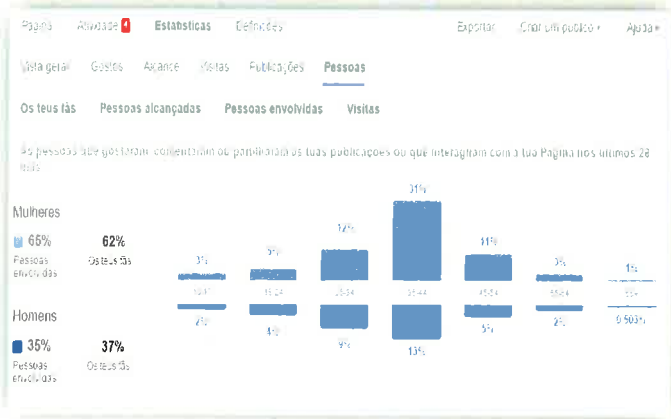 Página Atividade 4 Estatísticas Definições Exportar Criar um público Ajuda
Vista geral Gostos Alcance Visitas Publicações Pessoas
Os teus fãs Pessoas alcançadas Pessoas envolvidas Visitas
As pessoas que gostaram, comentaram ou partilharam as tuas publicações ou que interagiram com a tua Página nos últimos 28
dias
Mulheres
65% 62%
Pessoas envolvidas Os teus fãs
3% 12% 31% 11% 3% 1%
13-17 18-24 25-34 35-44 45-54 55-64 65+
Homens
35% 37%
Pessoas envolvidas Os teus fãs
2% 4% 9% 13% 5% 2% 0.503%